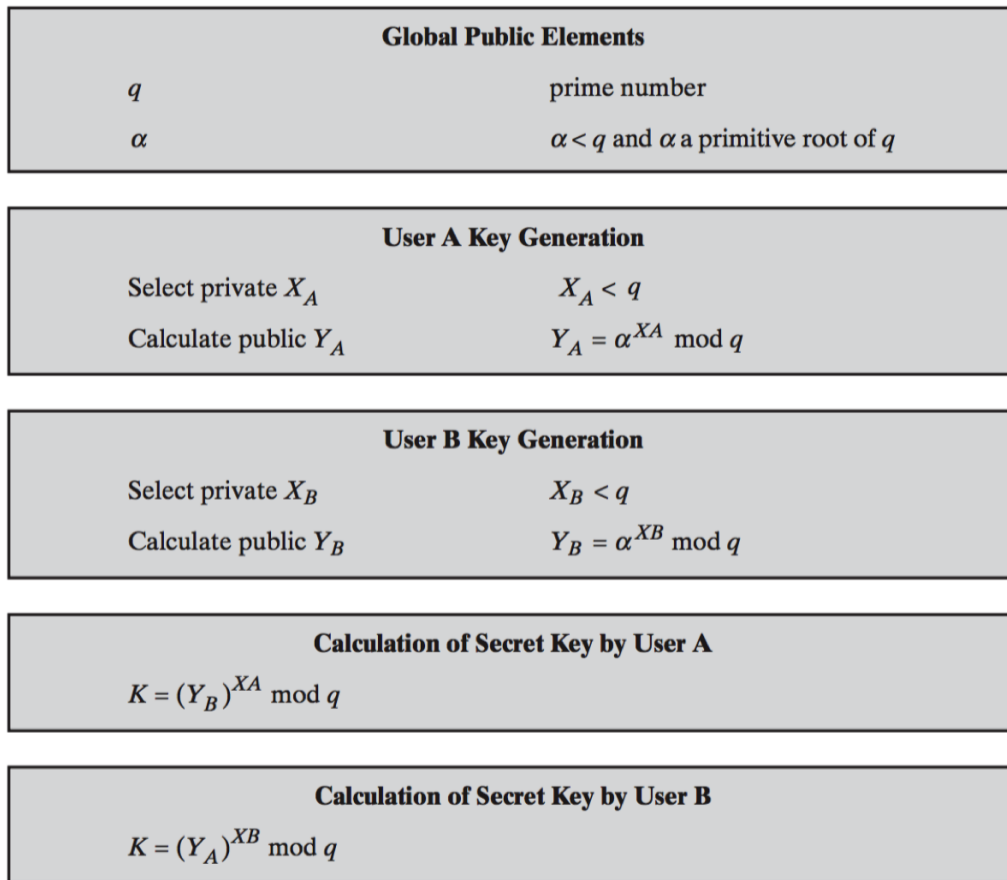 Global Public Elements
q prime number
α α < q and α a primitive root of q
User A Key Generation
Select private X_A X_A < q
Calculate public Y_A Y_A = α^{XA} mod q
User B Key Generation
Select private X_B X_B < q
Calculate public Y_B Y_B = α^{XB} mod q
Calculation of Secret Key by User A
K = (Y_B)^{XA} mod q
Calculation of Secret Key by User B
K = (Y_A)^{XB} mod q